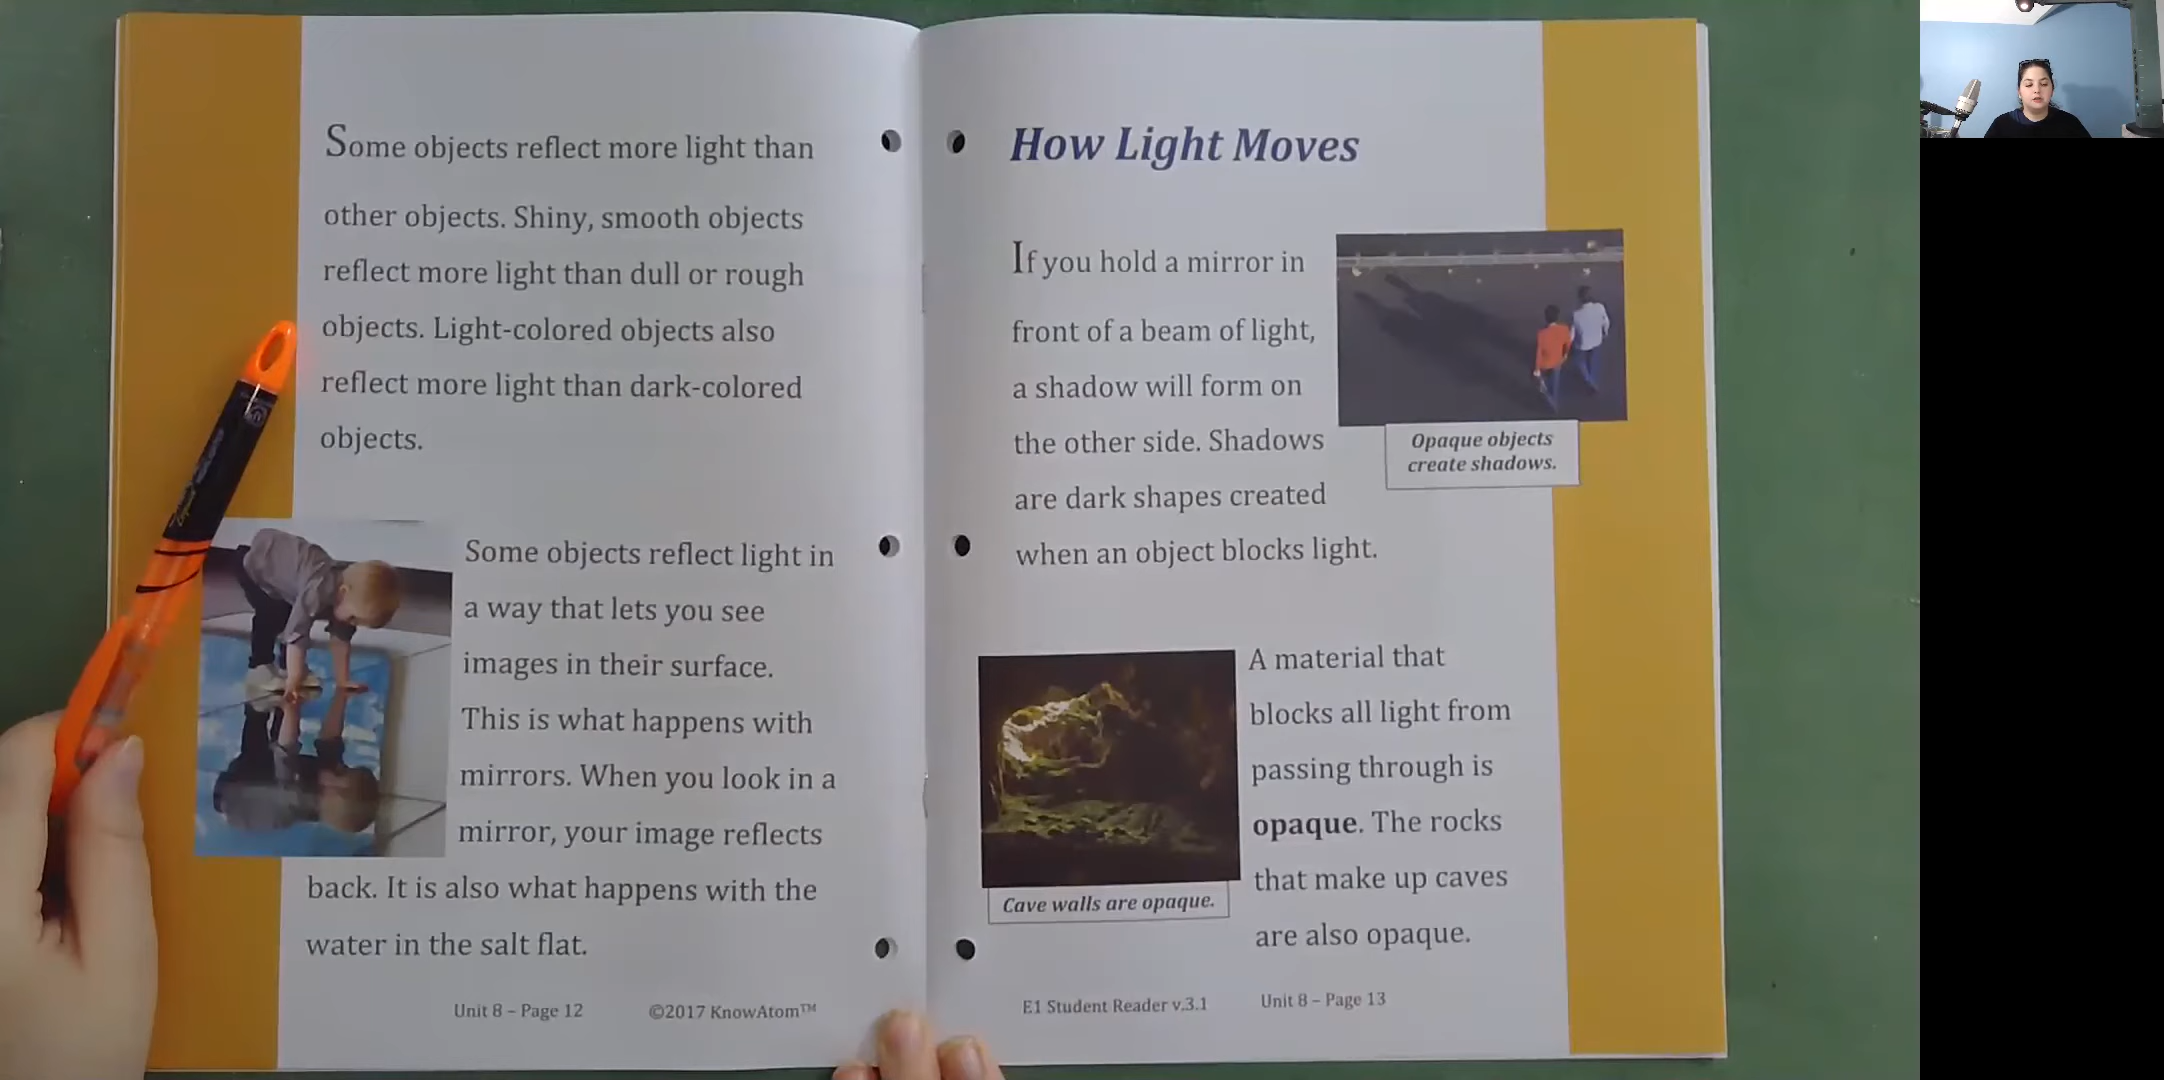 Some objects reflect more light than
other objects. Shiny, smooth objects
reflect more light than dull or rough
objects. Light-colored objects also
reflect more light than dark-colored
objects.
Some objects reflect light in
a way that lets you see
images in their surface.
This is what happens with
mirrors. When you look in a
mirror, your image reflects
back. It is also what happens with the
water in the salt flat.
Unit 8 – Page 12 ©2017 KnowAtom™
How Light Moves
If you hold a mirror in
front of a beam of light,
a shadow will form on
the other side. Shadows
are dark shapes created
when an object blocks light.
Opaque objects
create shadows.
A material that
blocks all light from
passing through is
opaque. The rocks
that make up caves
are also opaque.
Cave walls are opaque.
E1 Student Reader v.3.1 Unit 8 – Page 13